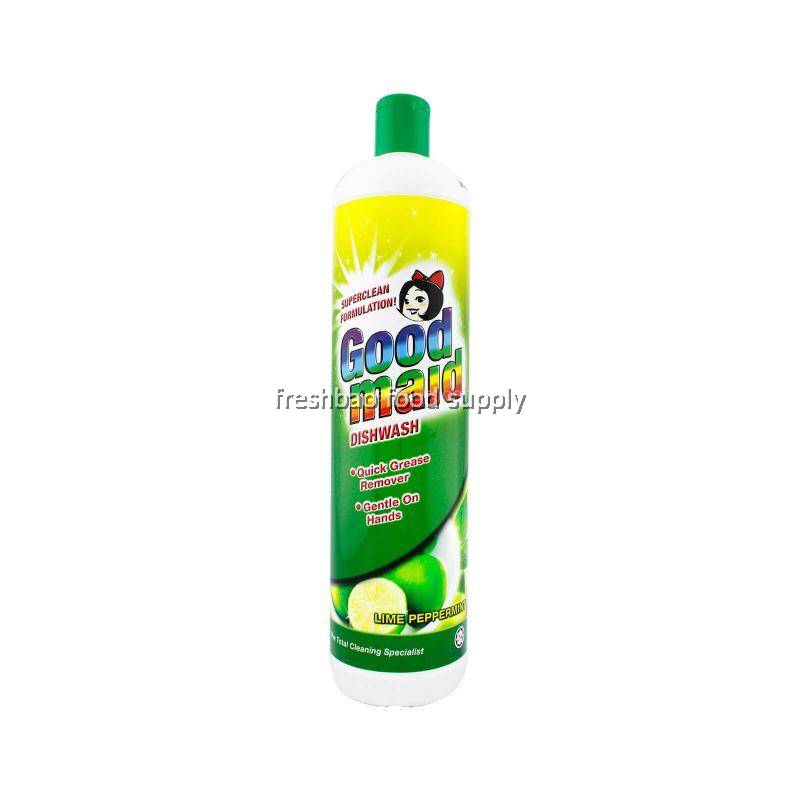 SUPERCLEAN
FORMULATION!
Good
maid
freshbao food supply
DISHWASH
• Quick Grease
Remover
• Gentle On
Hands
LIME PEPPERMINT
The Total Cleaning Specialist